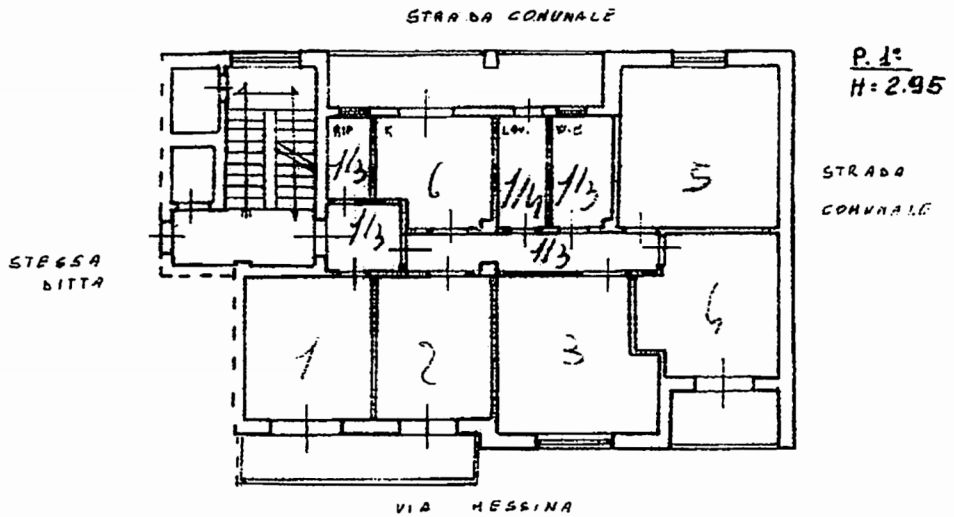 STRADA COMUNALE
P. 1º
H= 2.95
RIP
K
LAV.
W.C
1/3
6
1/4
1/3
5
STRADA
COMUNALE
1/3
1/3
STESSA
DITTA
1
2
3
4
VIA MESSINA